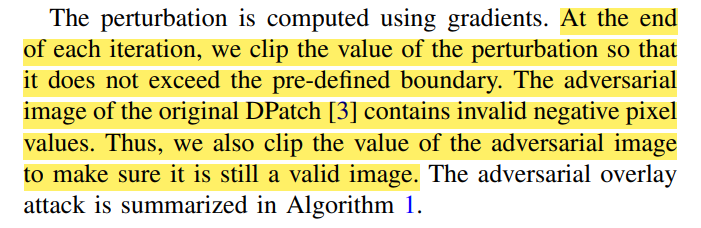 The perturbation is computed using gradients. At the end
of each iteration, we clip the value of the perturbation so that
it does not exceed the pre-defined boundary. The adversarial
image of the original DPatch [3] contains invalid negative pixel
values. Thus, we also clip the value of the adversarial image
to make sure it is still a valid image. The adversarial overlay
attack is summarized in Algorithm 1.